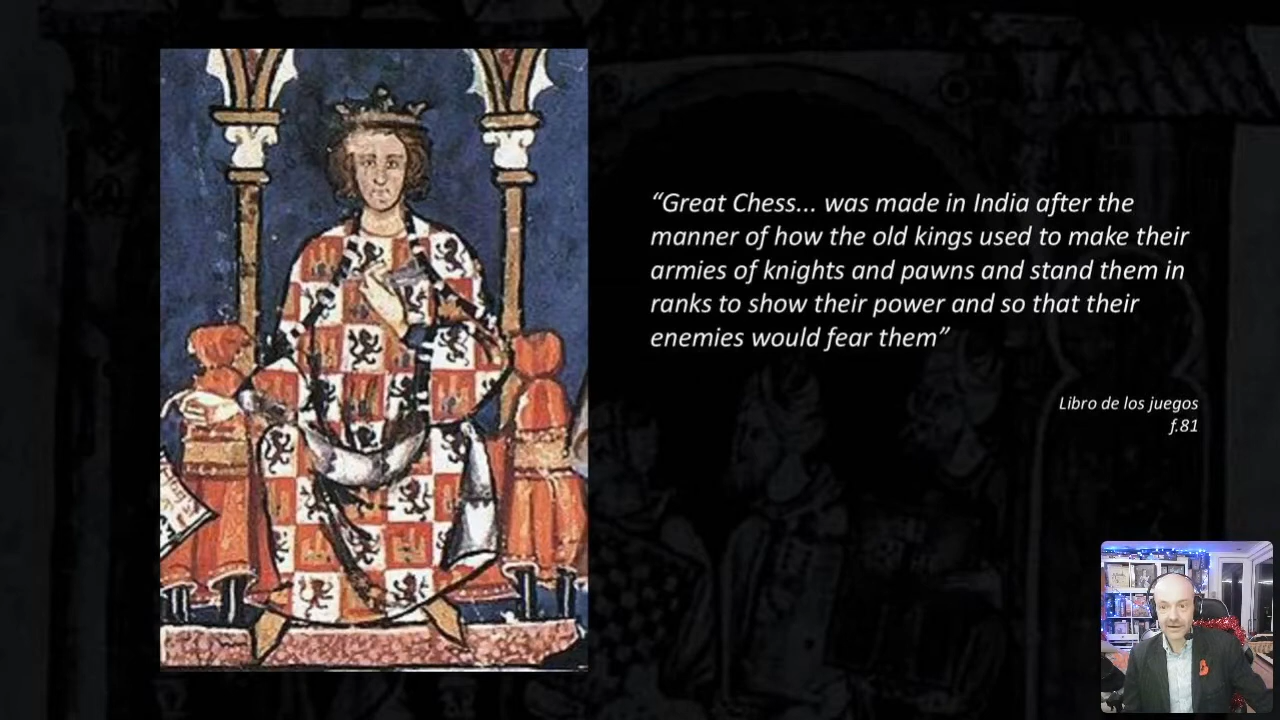 “Great Chess... was made in India after the
manner of how the old kings used to make their
armies of knights and pawns and stand them in
ranks to show their power and so that their
enemies would fear them”
Libro de los juegos
f.81